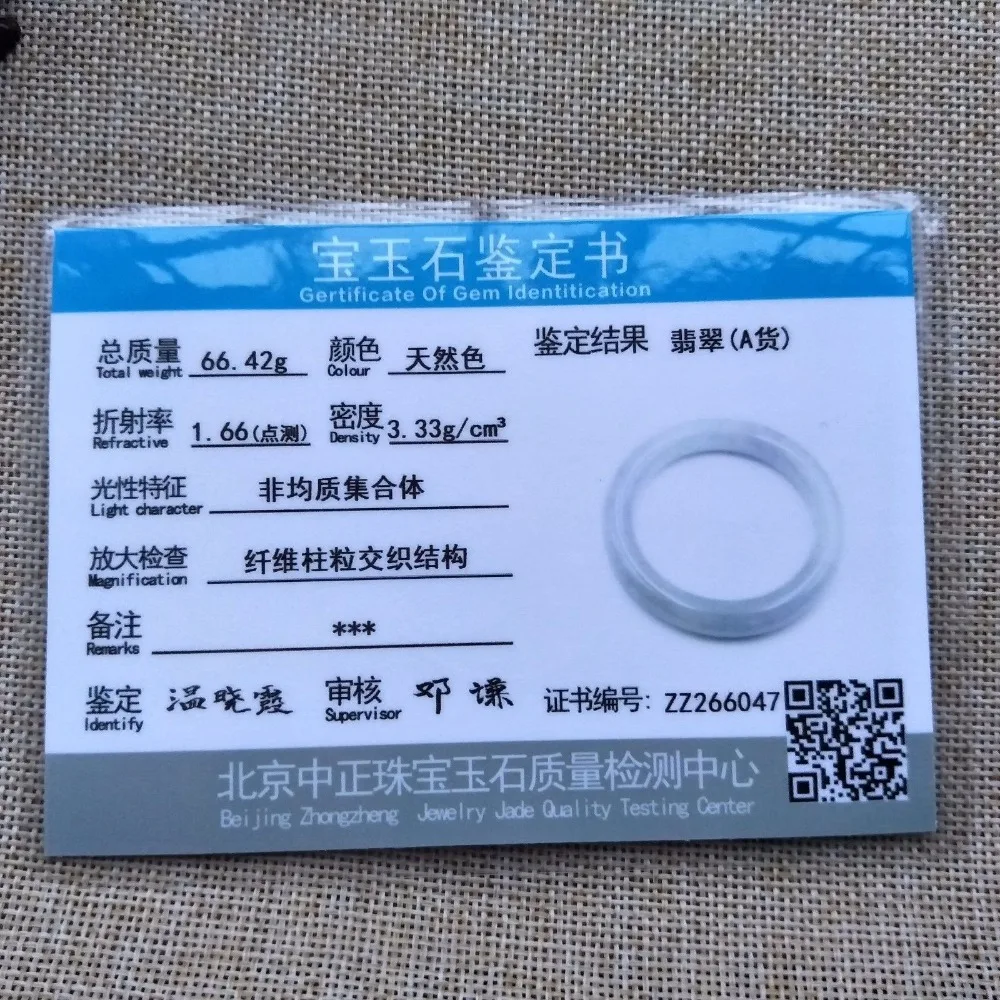 宝玉石鉴定书
Gertificate Of Gem Identitication
总质量 66.42g 颜色 天然色 鉴定结果 翡翠(A货)
Total weight Colour
折射率 1.66(点测) 密度 3.33g/cm³
Refractive Density
光性特征 非均质集合体
Light character
放大检查 纤维柱粒交织结构
Magnification
备注 ***
Remarks
鉴定 温晓霞 审核 邓谦 证书编号: ZZ266047
Identify Supervisor
北京中正珠宝玉石质量检测中心
Beijing Zhongzheng Jewelry Jade Quality Testing Center